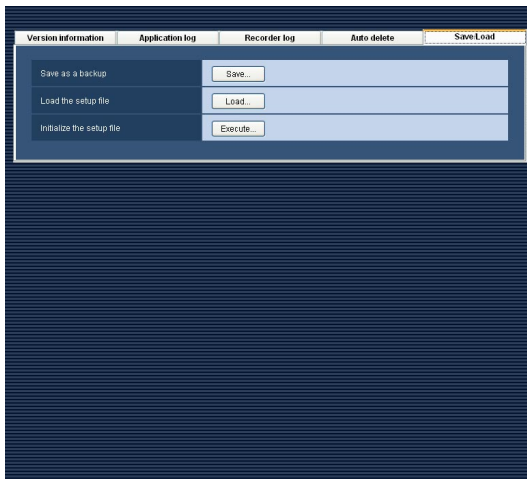 Version information Application log Recorder log Auto delete Save/Load
Save as a backup Save...
Load the setup file Load...
Initialize the setup file Execute...